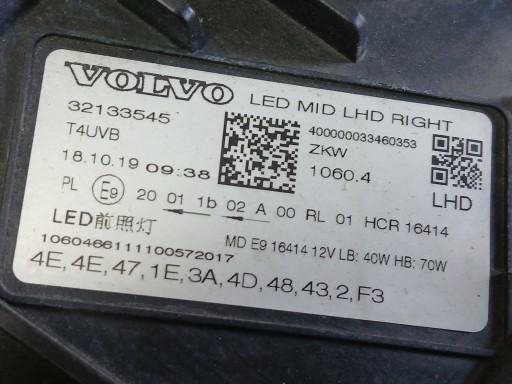 VOLVO LED MID LHD RIGHT
32133545 400000033460353
T4UVB ZKW
18.10.19 09:38 1060.4
LHD
PL E9 20 01 1b 02 A 00 RL 01 HCR 16414
LED前照灯 MD E9 16414 12V LB: 40W HB: 70W
1060466111100572017
4E, 4E, 47, 1E, 3A, 4D, 48, 43, 2, F3